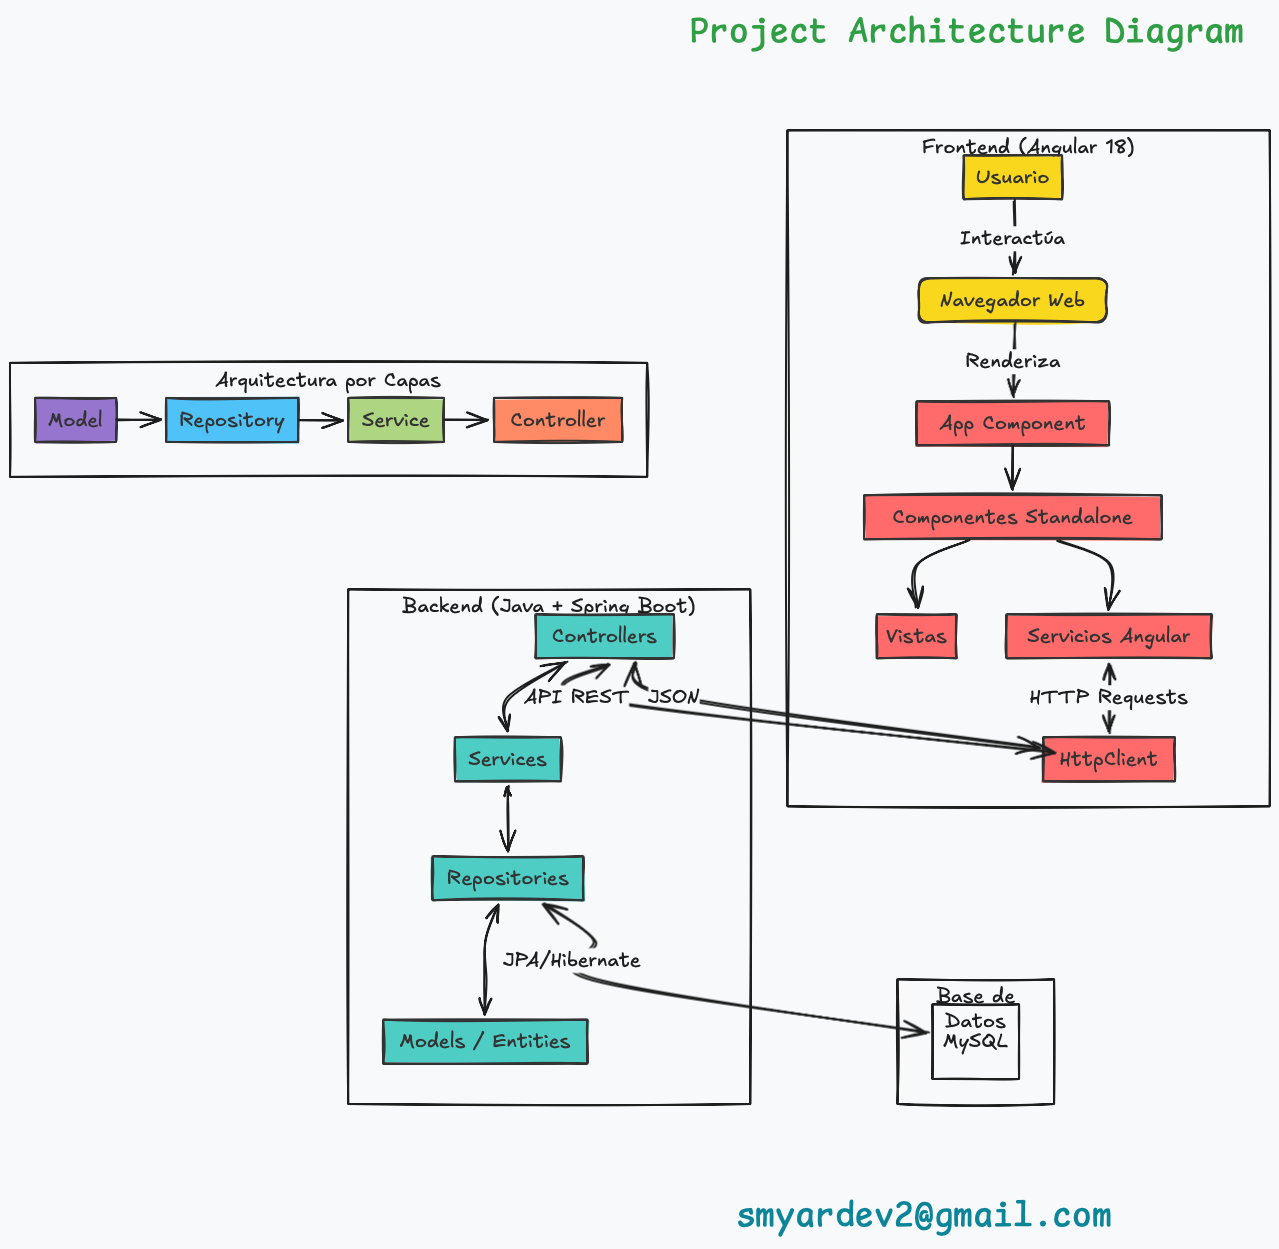 Project Architecture Diagram
Frontend (Angular 18)
Usuario
Interactúa
Navegador Web
Renderiza
App Component
Componentes Standalone
Vistas
Servicios Angular
HTTP Requests
HttpClient
Arquitectura por Capas
Model
Repository
Service
Controller
Backend (Java + Spring Boot)
Controllers
API REST
JSON
Services
Repositories
JPA/Hibernate
Models / Entities
Base de
Datos
MySQL
smyardev2@gmail.com